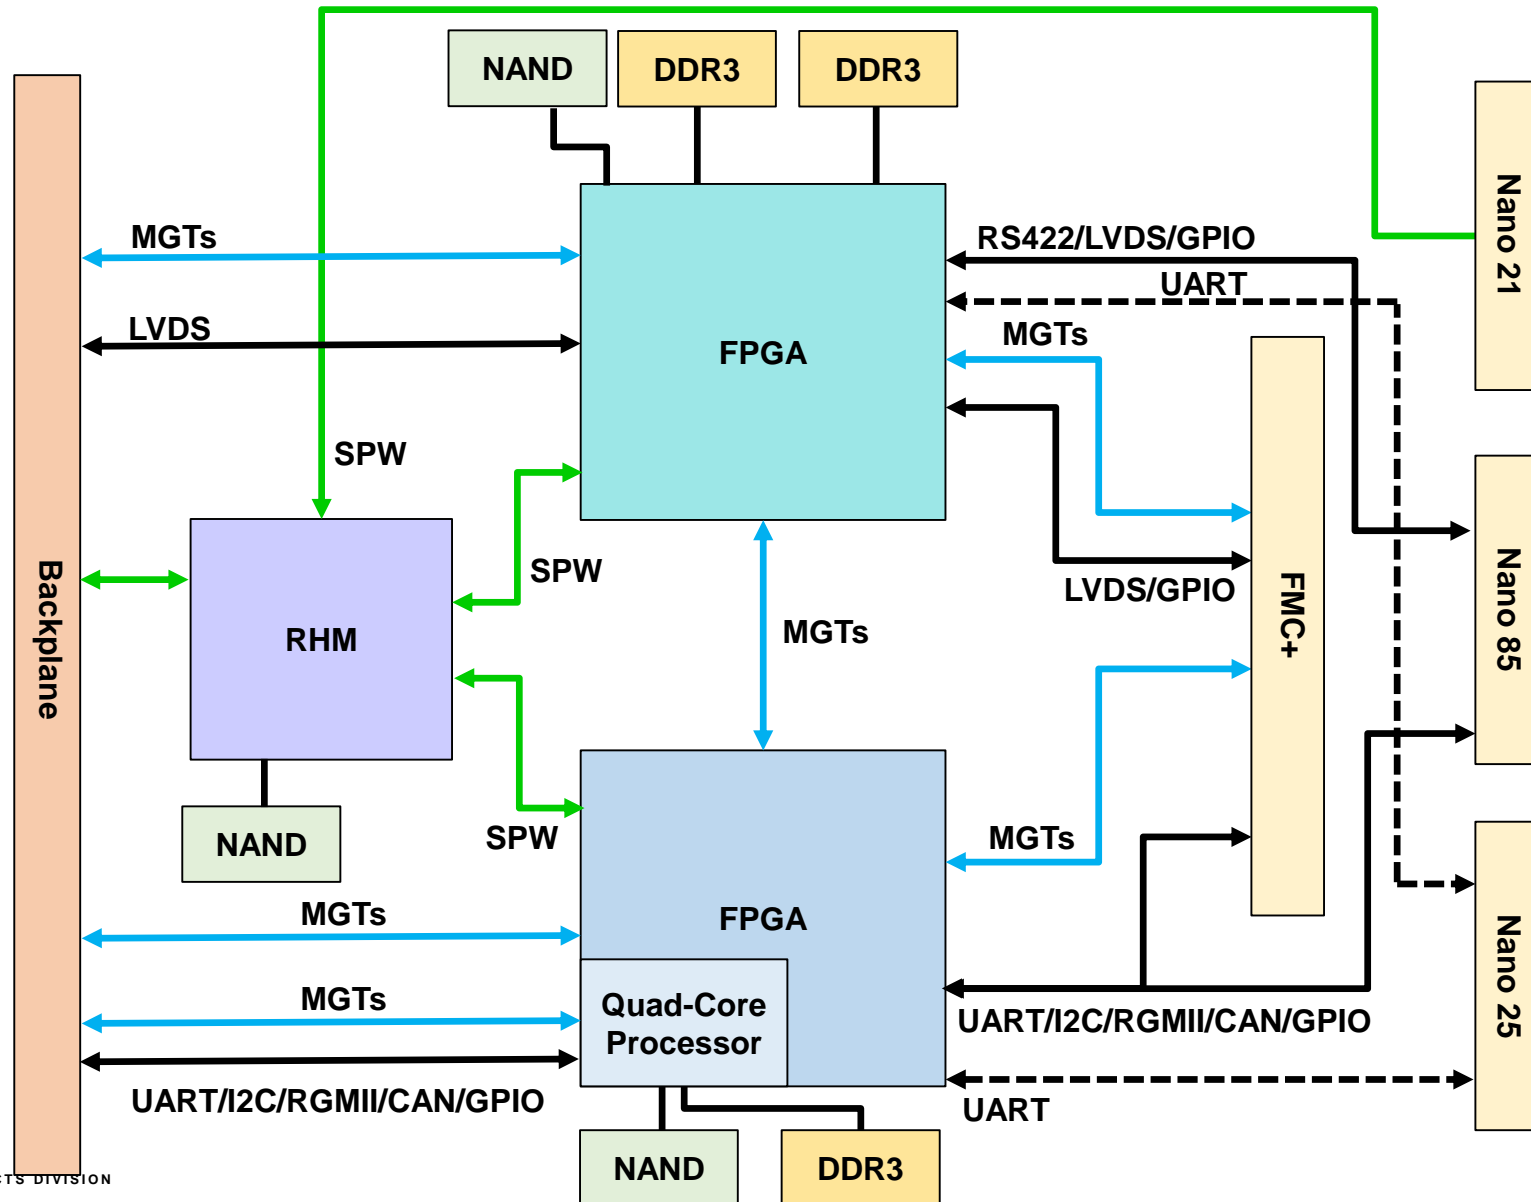 NAND
DDR3
DDR3
MGTs
RS422/LVDS/GPIO
Nano 21
UART
LVDS
FPGA
MGTs
SPW
Backplane
SPW
LVDS/GPIO
FMC+
Nano 85
RHM
MGTs
NAND
SPW
MGTs
MGTs
FPGA
Nano 25
MGTs
Quad-Core
Processor
UART/I2C/RGMII/CAN/GPIO
UART/I2C/RGMII/CAN/GPIO
UART
NAND
DDR3
DIVISION